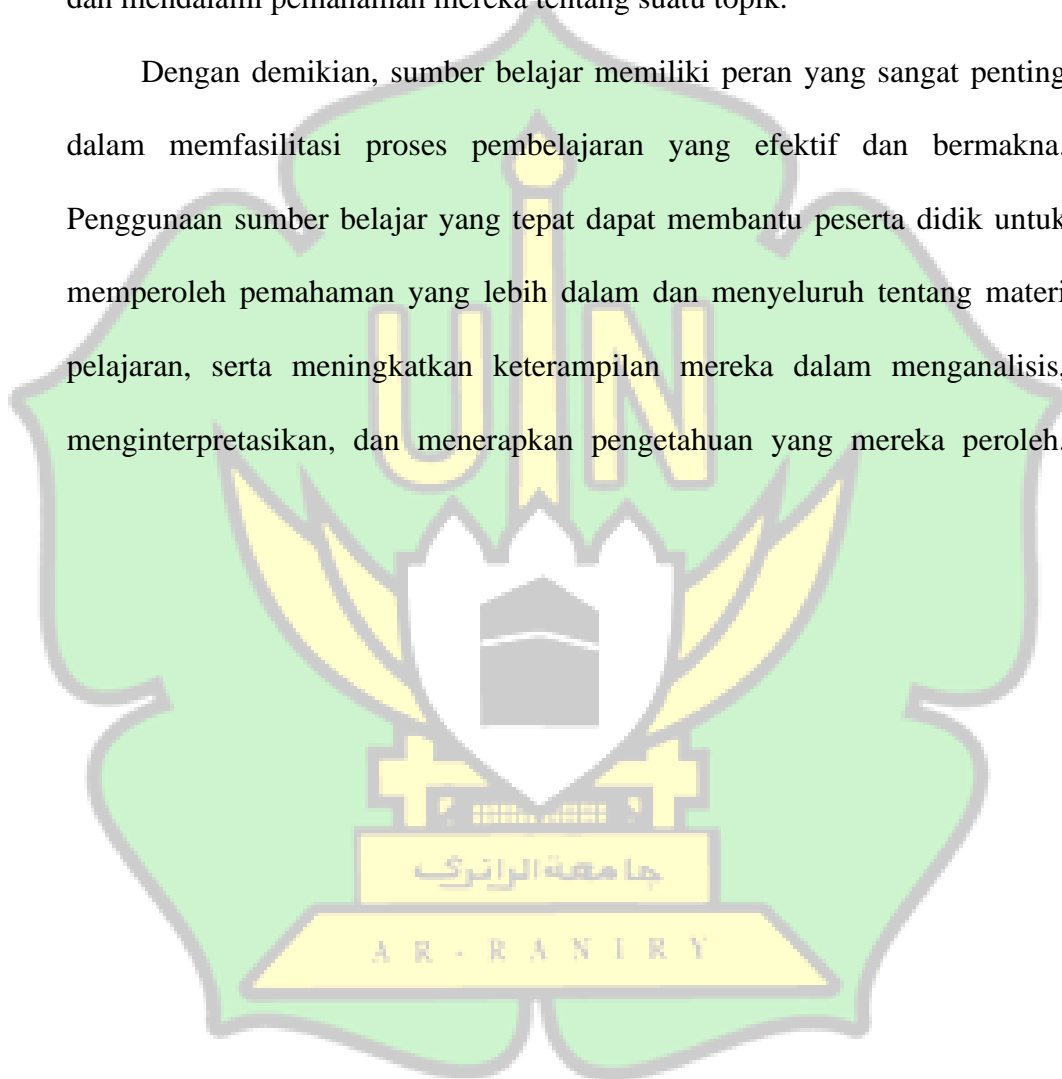 dan mendalami pemahaman mereka tentang suatu topik.
Dengan demikian, sumber belajar memiliki peran yang sangat penting
dalam memfasilitasi proses pembelajaran yang efektif dan bermakna.
Penggunaan sumber belajar yang tepat dapat membantu peserta didik untuk
memperoleh pemahaman yang lebih dalam dan menyeluruh tentang materi
pelajaran, serta meningkatkan keterampilan mereka dalam menganalisis,
menginterpretasikan, dan menerapkan pengetahuan yang mereka peroleh.
UIN
جامعة الرانري
AR-RANIRY